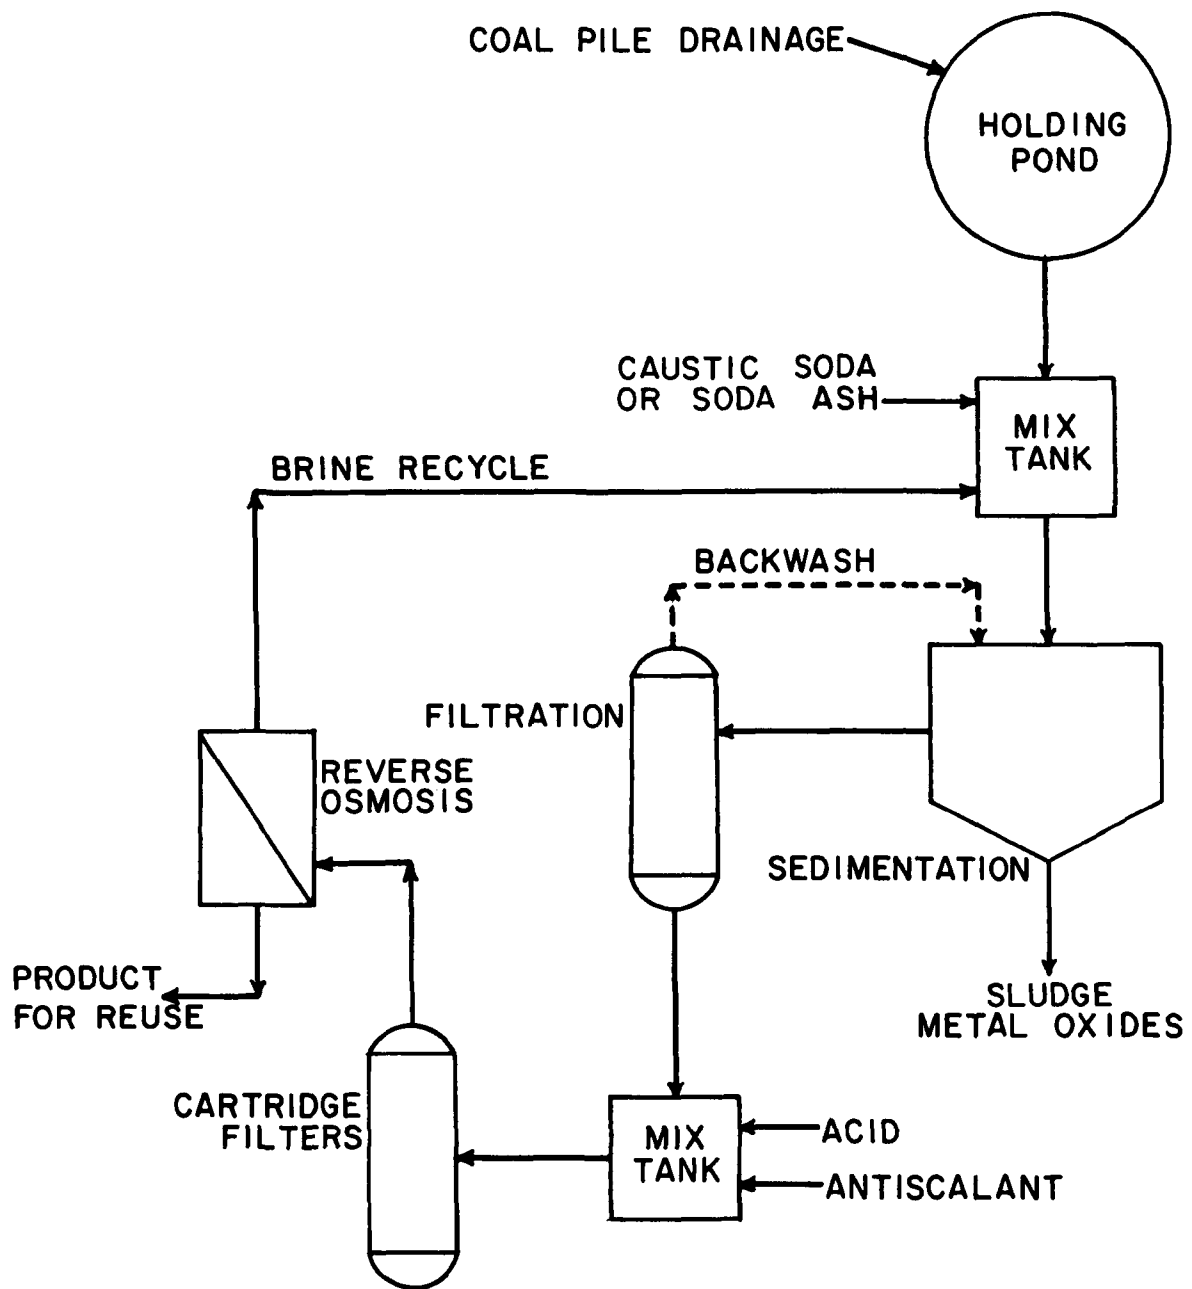 COAL PILE DRAINAGE
HOLDING
POND
CAUSTIC SODA
OR SODA ASH
MIX
TANK
BRINE RECYCLE
BACKWASH
FILTRATION
REVERSE
OSMOSIS
SEDIMENTATION
PRODUCT
FOR REUSE
SLUDGE
METAL OXIDES
CARTRIDGE
FILTERS
MIX
TANK
ACID
ANTISCALANT